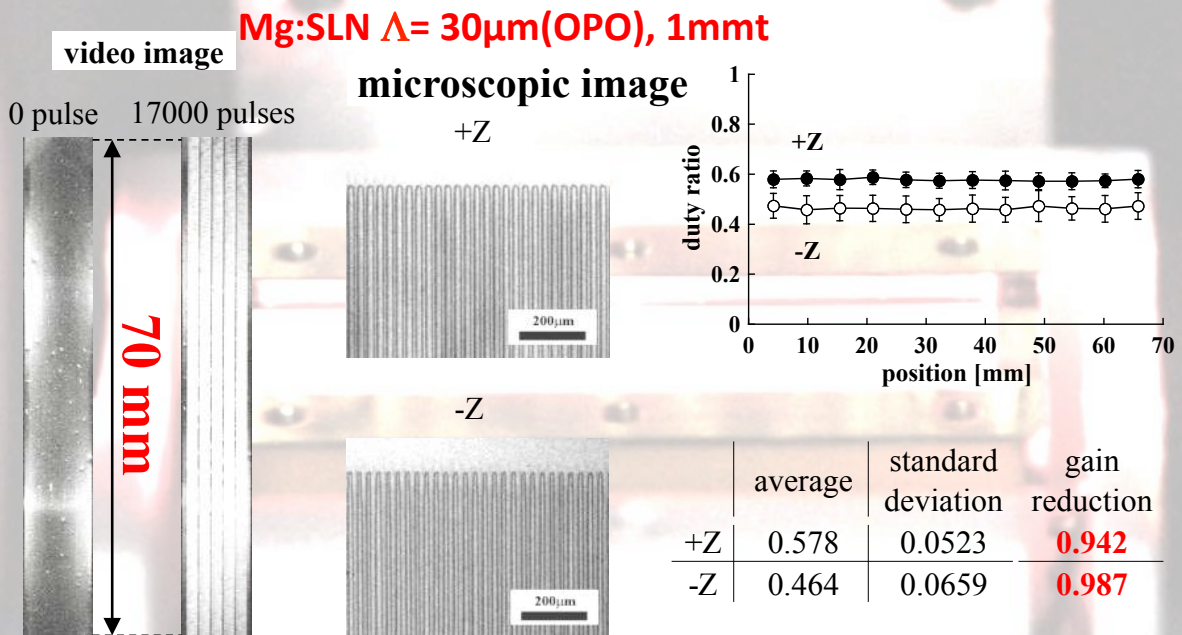 Mg:SLN Λ= 30μm(OPO), 1mmt
video image
0 pulse
17000 pulses
70 mm
microscopic image
+Z
200μm
-Z
200μm
1
0.8
0.6
0.4
0.2
0
duty ratio
+Z
-Z
0 10 20 30 40 50 60 70
position [mm]
average
standard
deviation
gain
reduction
+Z 0.578 0.0523 0.942
-Z 0.464 0.0659 0.987